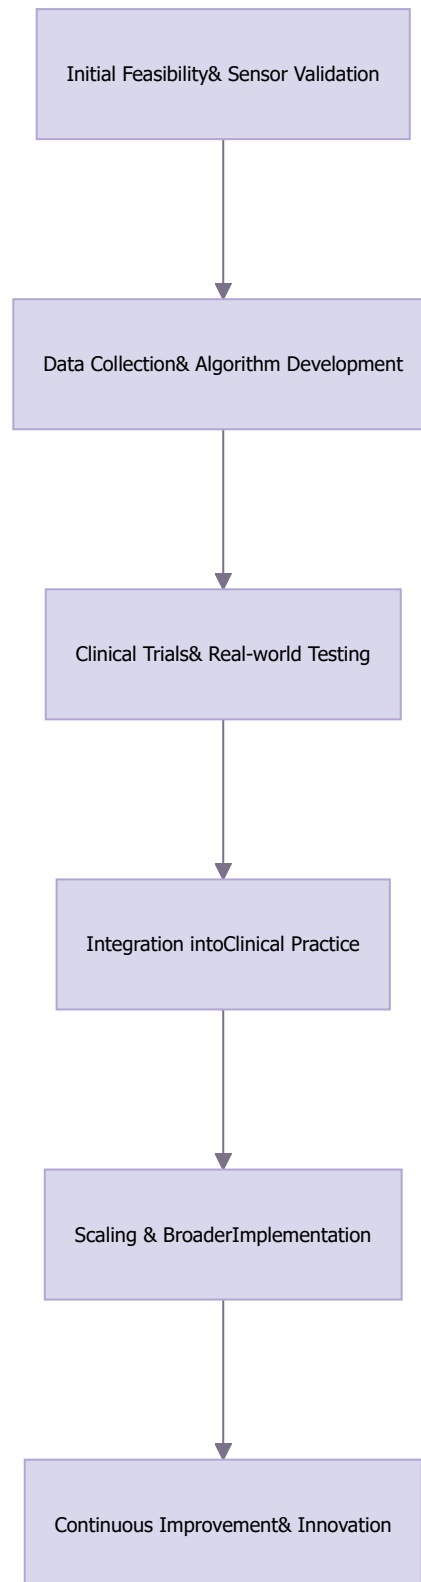 Initial Feasibility& Sensor Validation
Data Collection& Algorithm Development
Clinical Trials& Real-world Testing
Integration intoClinical Practice
Scaling & BroaderImplementation
Continuous Improvement& Innovation